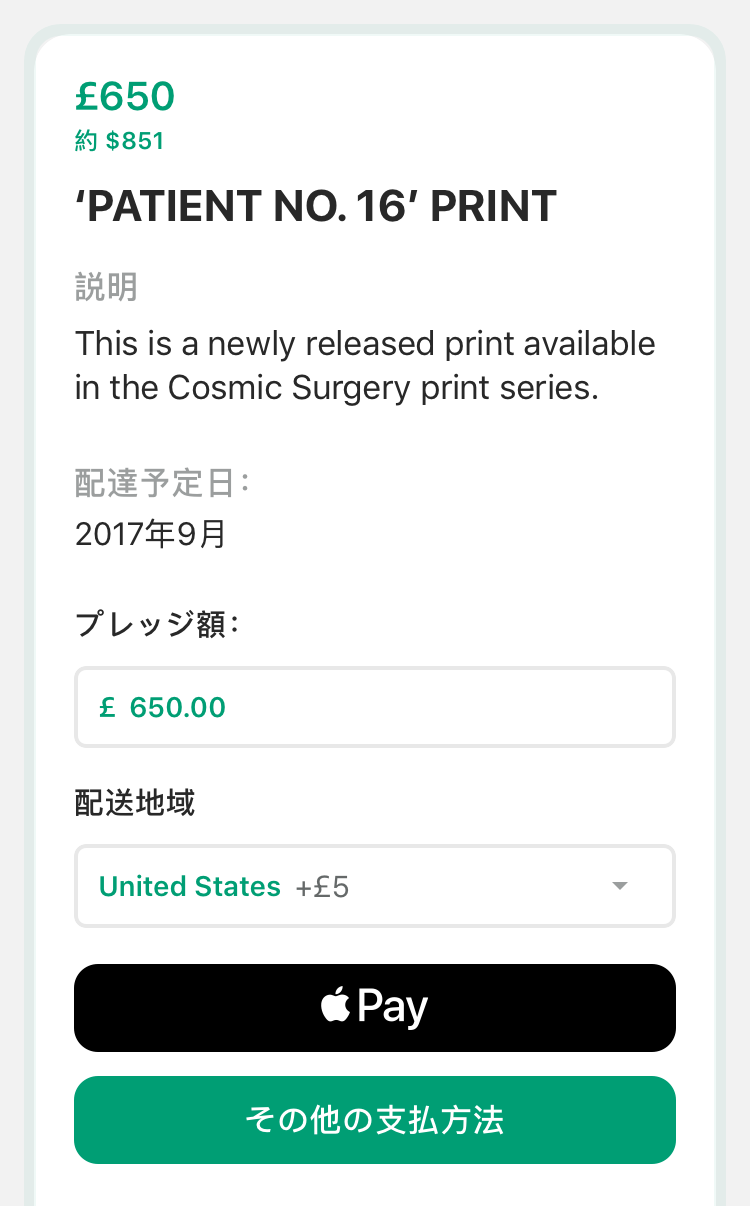 £650
約 $851
‘PATIENT NO. 16’ PRINT
説明
This is a newly released print available
in the Cosmic Surgery print series.
配達予定日:
2017年9月
プレッジ額:
£ 650.00
配送地域
United States +£5
Pay
その他の支払方法